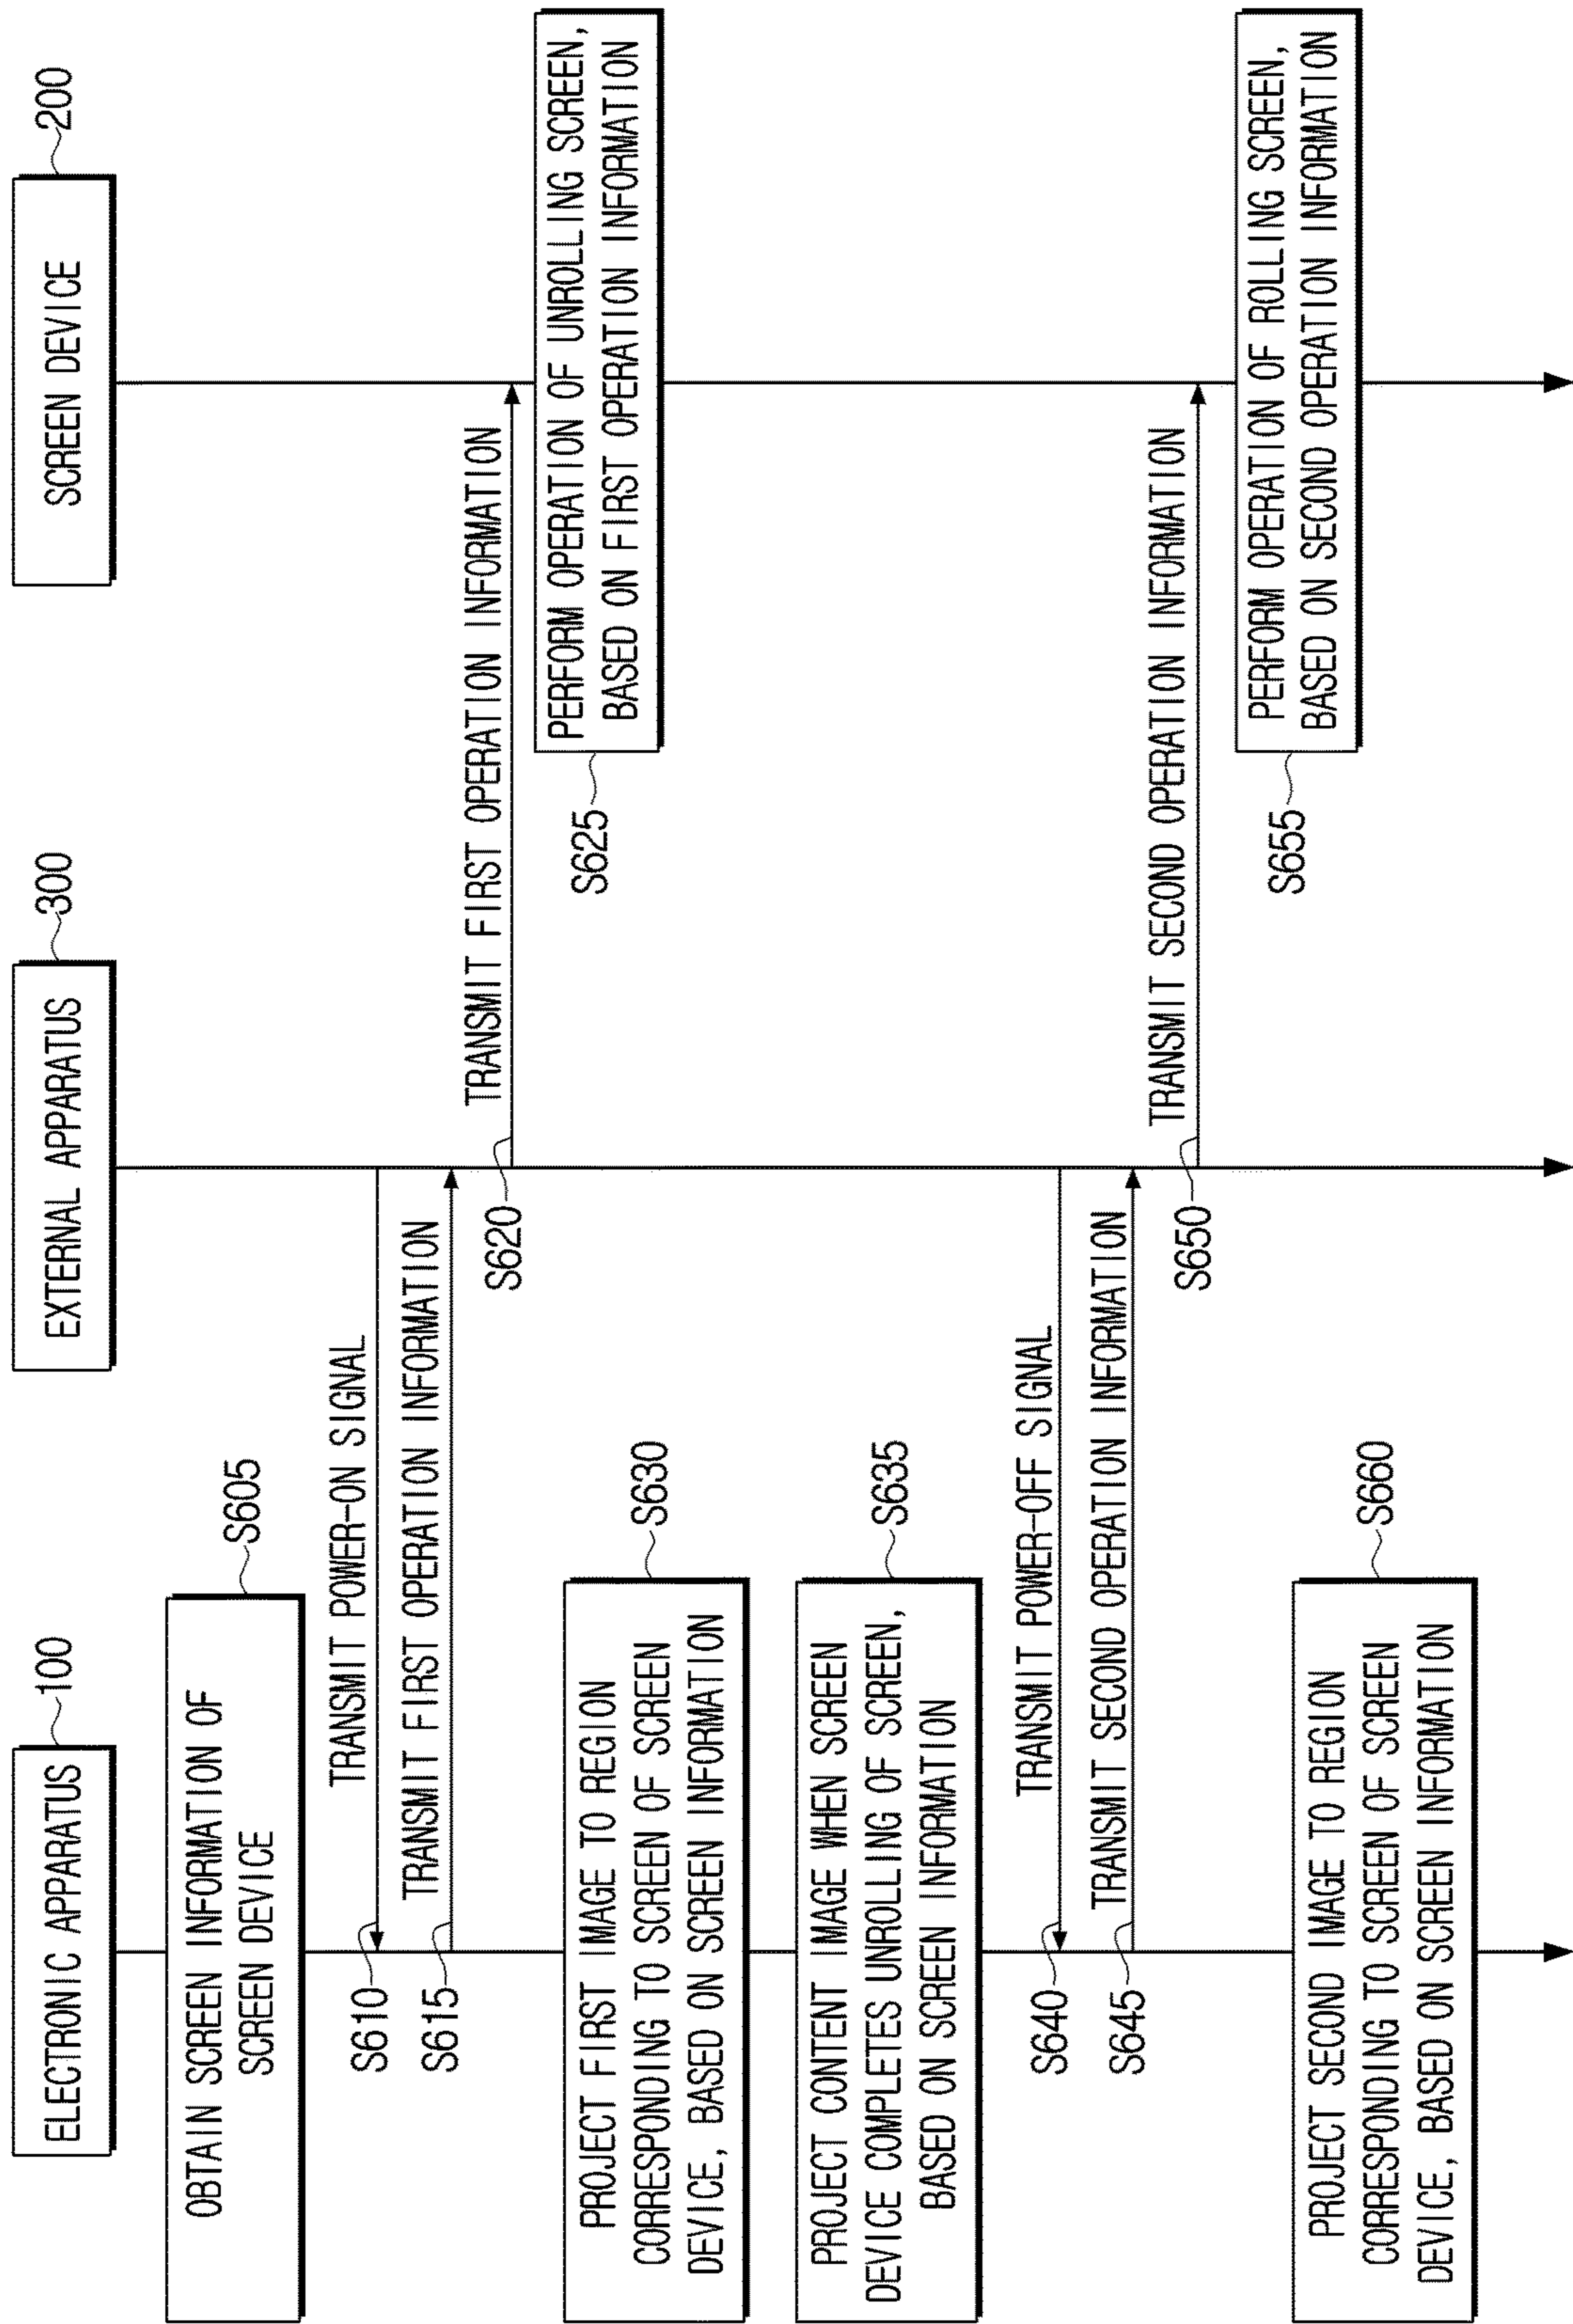 ELECTRONIC APPARATUS
100
EXTERNAL APPARATUS
300
SCREEN DEVICE
200
OBTAIN SCREEN INFORMATION OF
SCREEN DEVICE
S605
TRANSMIT POWER-ON SIGNAL
S610
TRANSMIT FIRST OPERATION INFORMATION
S615
TRANSMIT FIRST OPERATION INFORMATION
S620
PERFORM OPERATION OF UNROLLING SCREEN,
BASED ON FIRST OPERATION INFORMATION
S625
PROJECT FIRST IMAGE TO REGION
CORRESPONDING TO SCREEN OF SCREEN
DEVICE, BASED ON SCREEN INFORMATION
S630
PROJECT CONTENT IMAGE WHEN SCREEN
DEVICE COMPLETES UNROLLING OF SCREEN,
BASED ON SCREEN INFORMATION
S635
TRANSMIT POWER-OFF SIGNAL
S640
TRANSMIT SECOND OPERATION INFORMATION
S645
TRANSMIT SECOND OPERATION INFORMATION
S650
PERFORM OPERATION OF ROLLING SCREEN,
BASED ON SECOND OPERATION INFORMATION
S655
PROJECT SECOND IMAGE TO REGION
CORRESPONDING TO SCREEN OF SCREEN
DEVICE, BASED ON SCREEN INFORMATION
S660